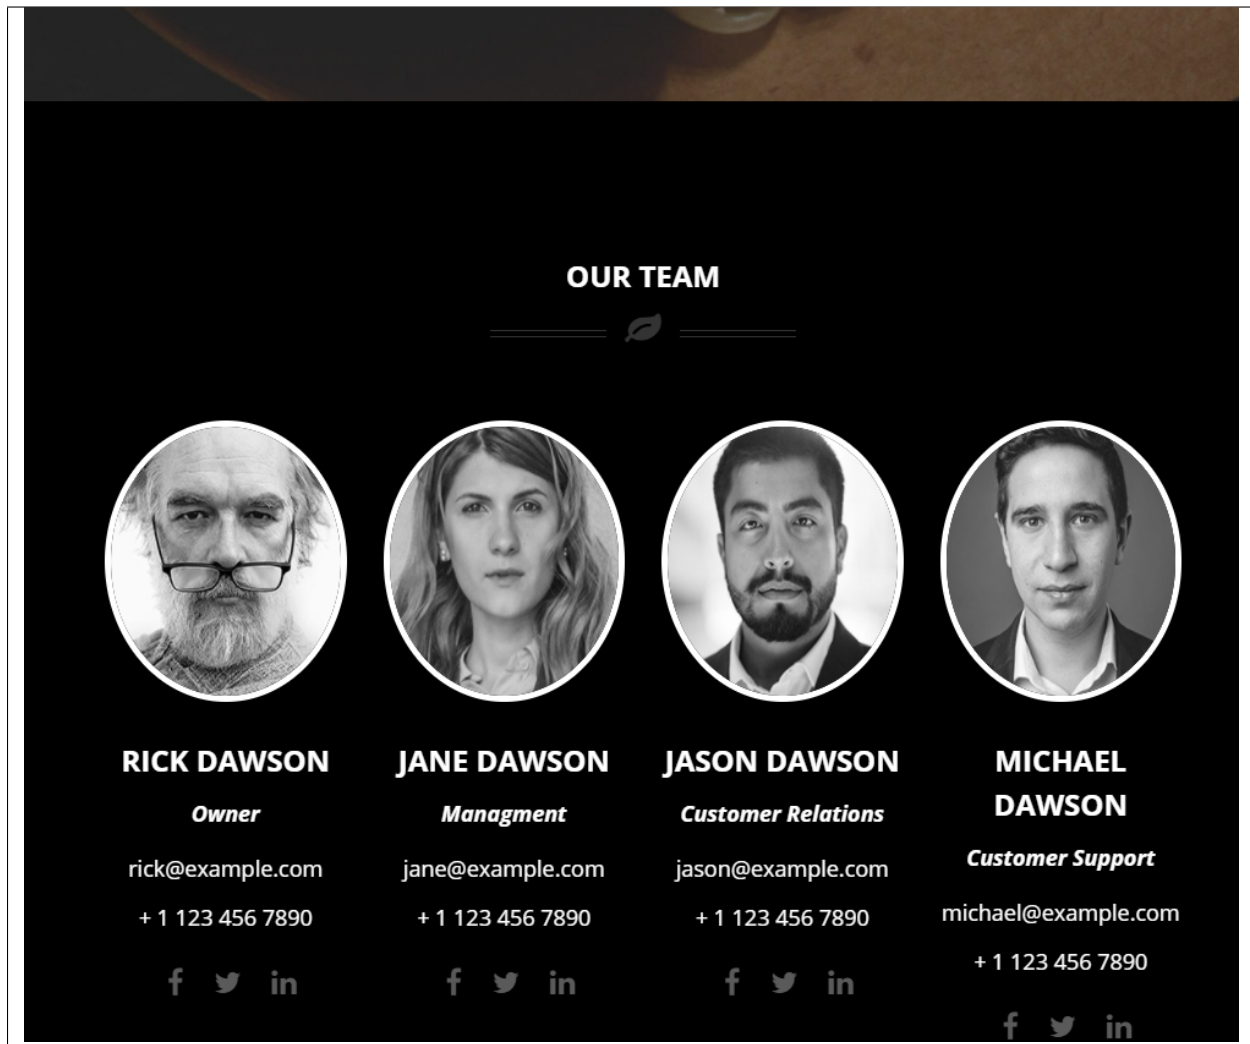 OUR TEAM
RICK DAWSON
Owner
rick@example.com
+ 1 123 456 7890
JANE DAWSON
Managment
jane@example.com
+ 1 123 456 7890
JASON DAWSON
Customer Relations
jason@example.com
+ 1 123 456 7890
MICHAEL
DAWSON
Customer Support
michael@example.com
+ 1 123 456 7890